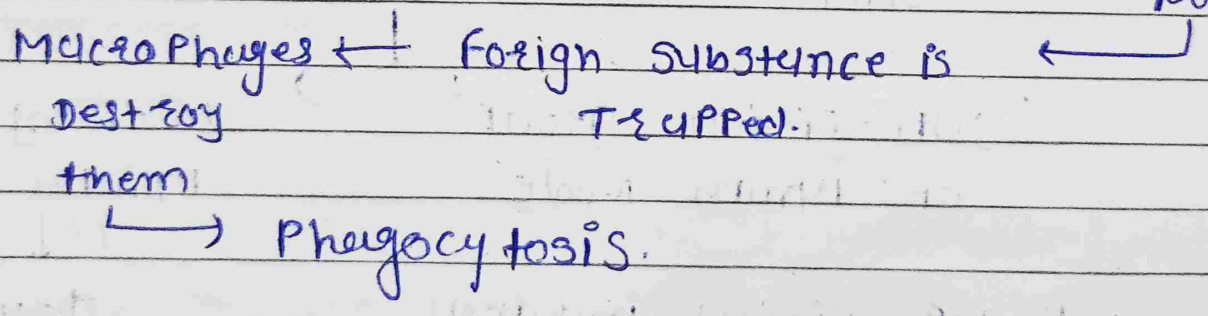 Macrophages ← Forign substance is ←
Destroy Trapped.
them
↳ Phagocytosis.